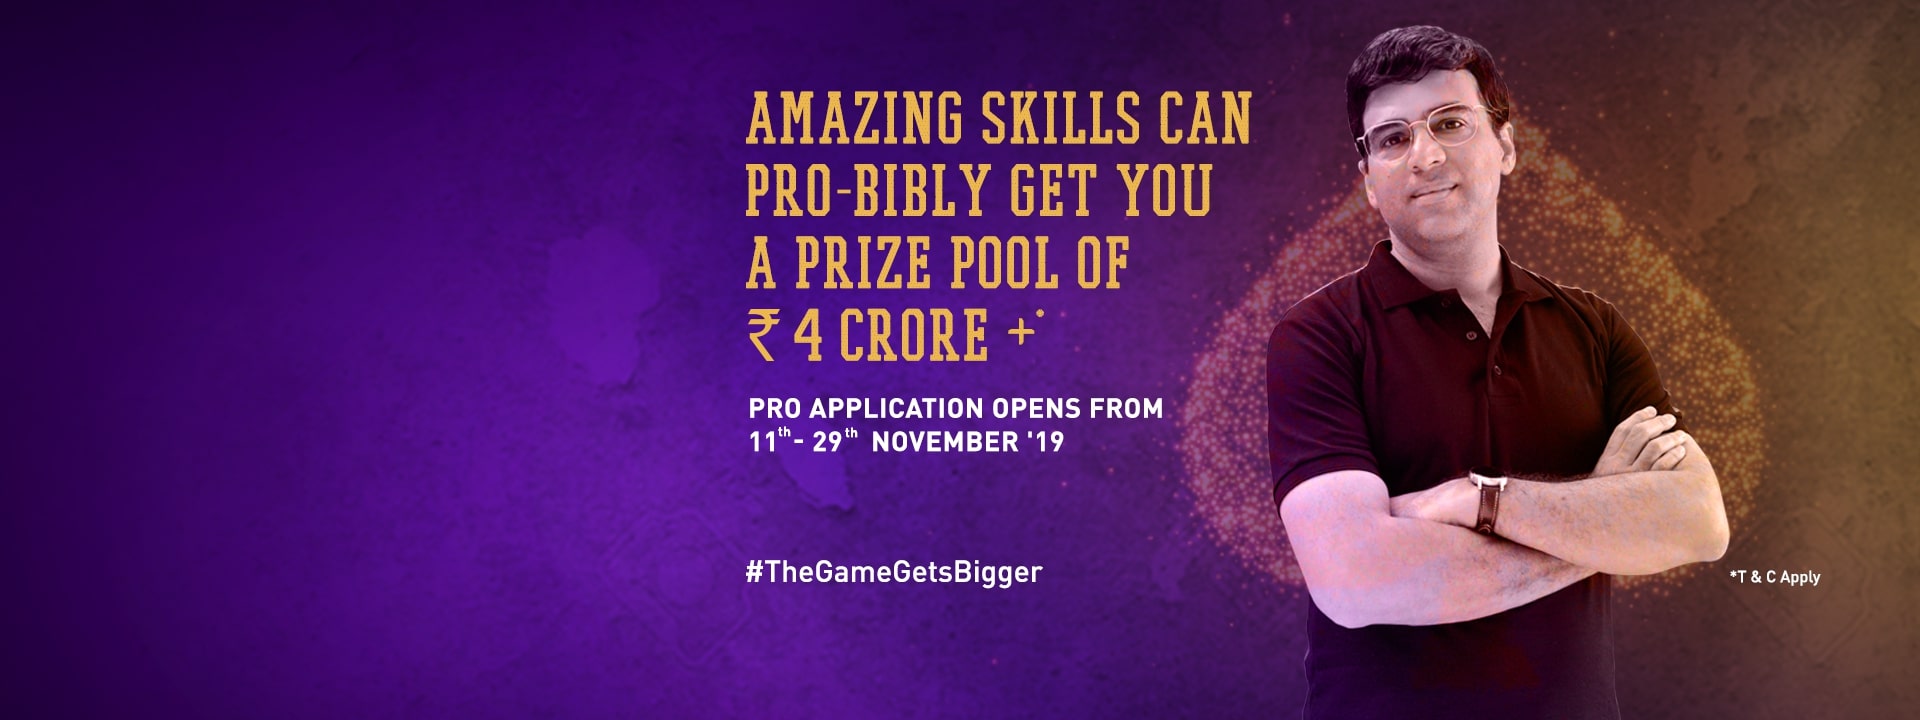 AMAZING SKILLS CAN
PRO-BIBLY GET YOU
A PRIZE POOL OF
₹ 4 CRORE +*
PRO APPLICATION OPENS FROM
11th - 29th NOVEMBER '19
#TheGameGetsBigger
*T & C Apply